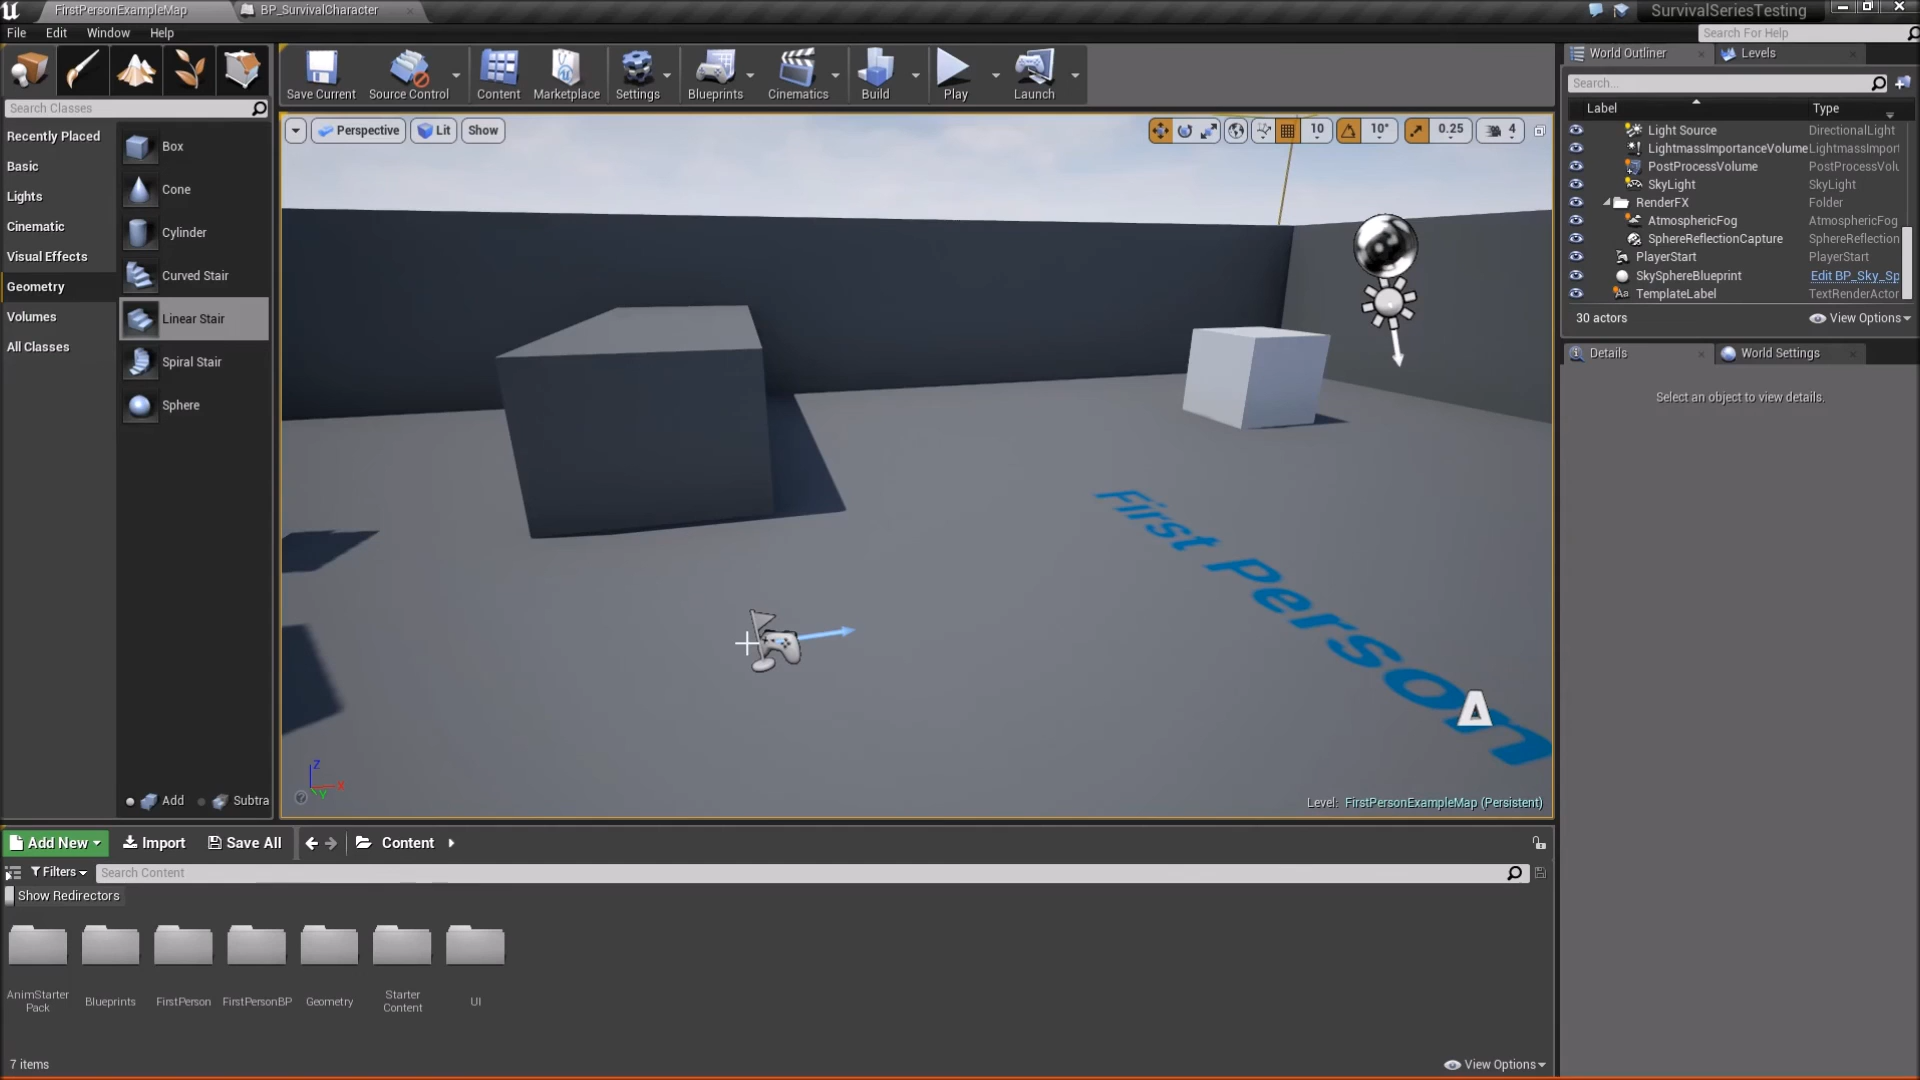 FirstPersonExampleMap
BP_SurvivalCharacter
SurvivalSeriesTesting
File
Edit
Window
Help
Search For Help
Search Classes
Recently Placed
Basic
Lights
Cinematic
Visual Effects
Geometry
Volumes
All Classes
Box
Cone
Cylinder
Curved Stair
Linear Stair
Spiral Stair
Sphere
Add
Subtra
Save Current
Source Control
Content
Marketplace
Settings
Blueprints
Cinematics
Build
Play
Launch
Perspective
Lit
Show
10
10°
0.25
4
First Person
Z
X
Y
Level: FirstPersonExampleMap (Persistent)
World Outliner
Levels
Search...
Label
Type
Light Source DirectionalLight
LightmassImportanceVolume LightmassImport
PostProcessVolume PostProcessVolu
SkyLight SkyLight
RenderFX Folder
AtmosphericFog AtmosphericFog
SphereReflectionCapture SphereReflection
PlayerStart PlayerStart
SkySphereBlueprint Edit BP_Sky_Sp
TemplateLabel TextRenderActor
30 actors
View Options
Details
World Settings
Select an object to view details.
Add New
Import
Save All
Content
Filters
Search Content
Show Redirectors
AnimStarter
Pack
Blueprints
FirstPerson
FirstPersonBP
Geometry
Starter
Content
UI
7 items
View Options